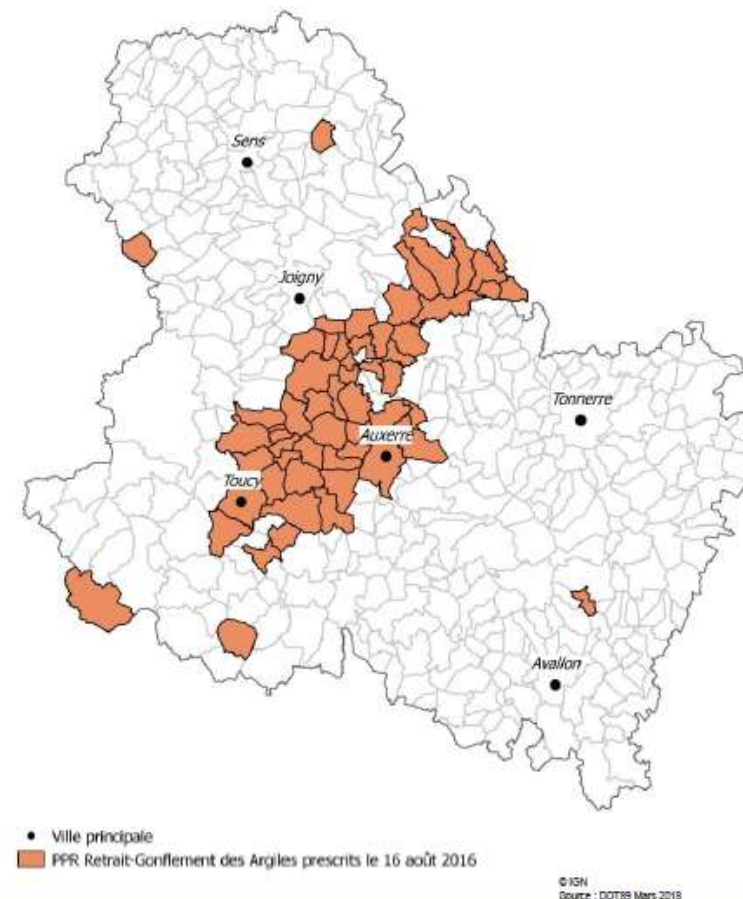 Sens
Joigny
Tonnerre
Auxerre
Toucy
Avallon
Ville principale
PPR Retrait-Gonflement des Argiles prescrits le 16 août 2016
© IGN
Source : DDT89 Mars 2018